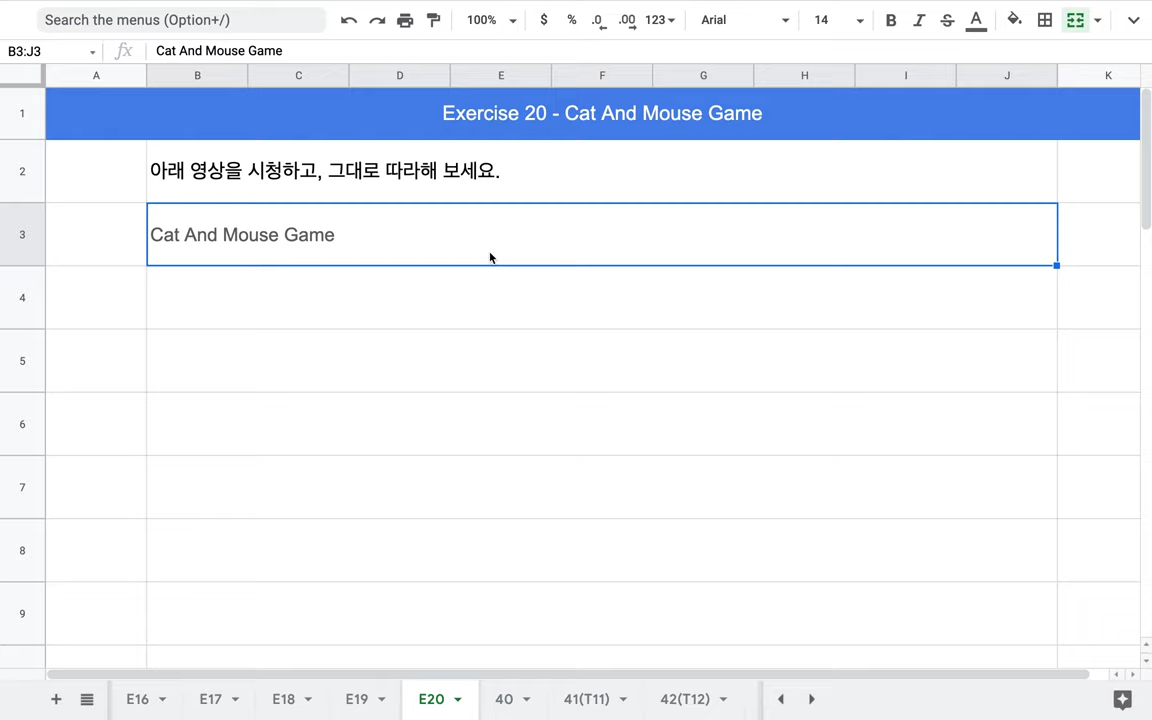 Search the menus (Option+/) 100% $ % .0 .00 123 Arial 14 B I S A
B3:J3 fx Cat And Mouse Game
A B C D E F G H I J K
1 Exercise 20 - Cat And Mouse Game
2 아래 영상을 시청하고, 그대로 따라해 보세요.
3 Cat And Mouse Game
4
5
6
7
8
9
+ E16 E17 E18 E19 E20 40 41(T11) 42(T12)